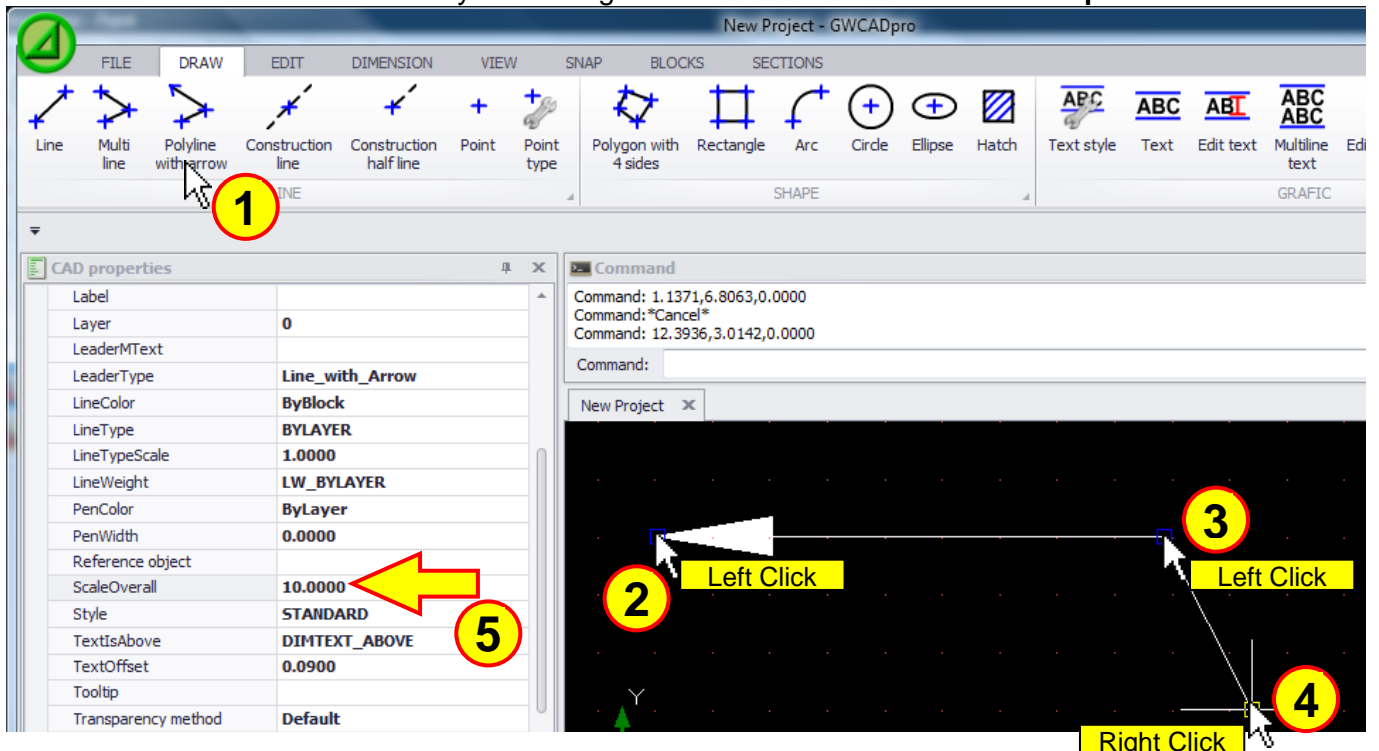 New Project - GWCADpro
FILE DRAW EDIT DIMENSION VIEW SNAP BLOCKS SECTIONS
Line Multi line Polyline with arrow Construction line Construction half line Point Point type Polygon with 4 sides Rectangle Arc Circle Ellipse Hatch ABC Text style ABC Text ABI Edit text ABC ABC Multiline text
SHAPE GRAFIC
1
CAD properties
Label
Layer 0
LeaderMText
LeaderType Line_with_Arrow
LineColor ByBlock
LineType BYLAYER
LineTypeScale 1.0000
LineWeight LW_BYLAYER
PenColor ByLayer
PenWidth 0.0000
Reference object
ScaleOverall 10.0000
Style STANDARD
TextIsAbove DIMTEXT_ABOVE
TextOffset 0.0900
Tooltip
Transparency method Default
5
Command
Command: 1.1371,6.8063,0.0000
Command:*Cancel*
Command: 12.3936,3.0142,0.0000
Command:
New Project
3
Left Click Left Click
2
Y
4
Right Click